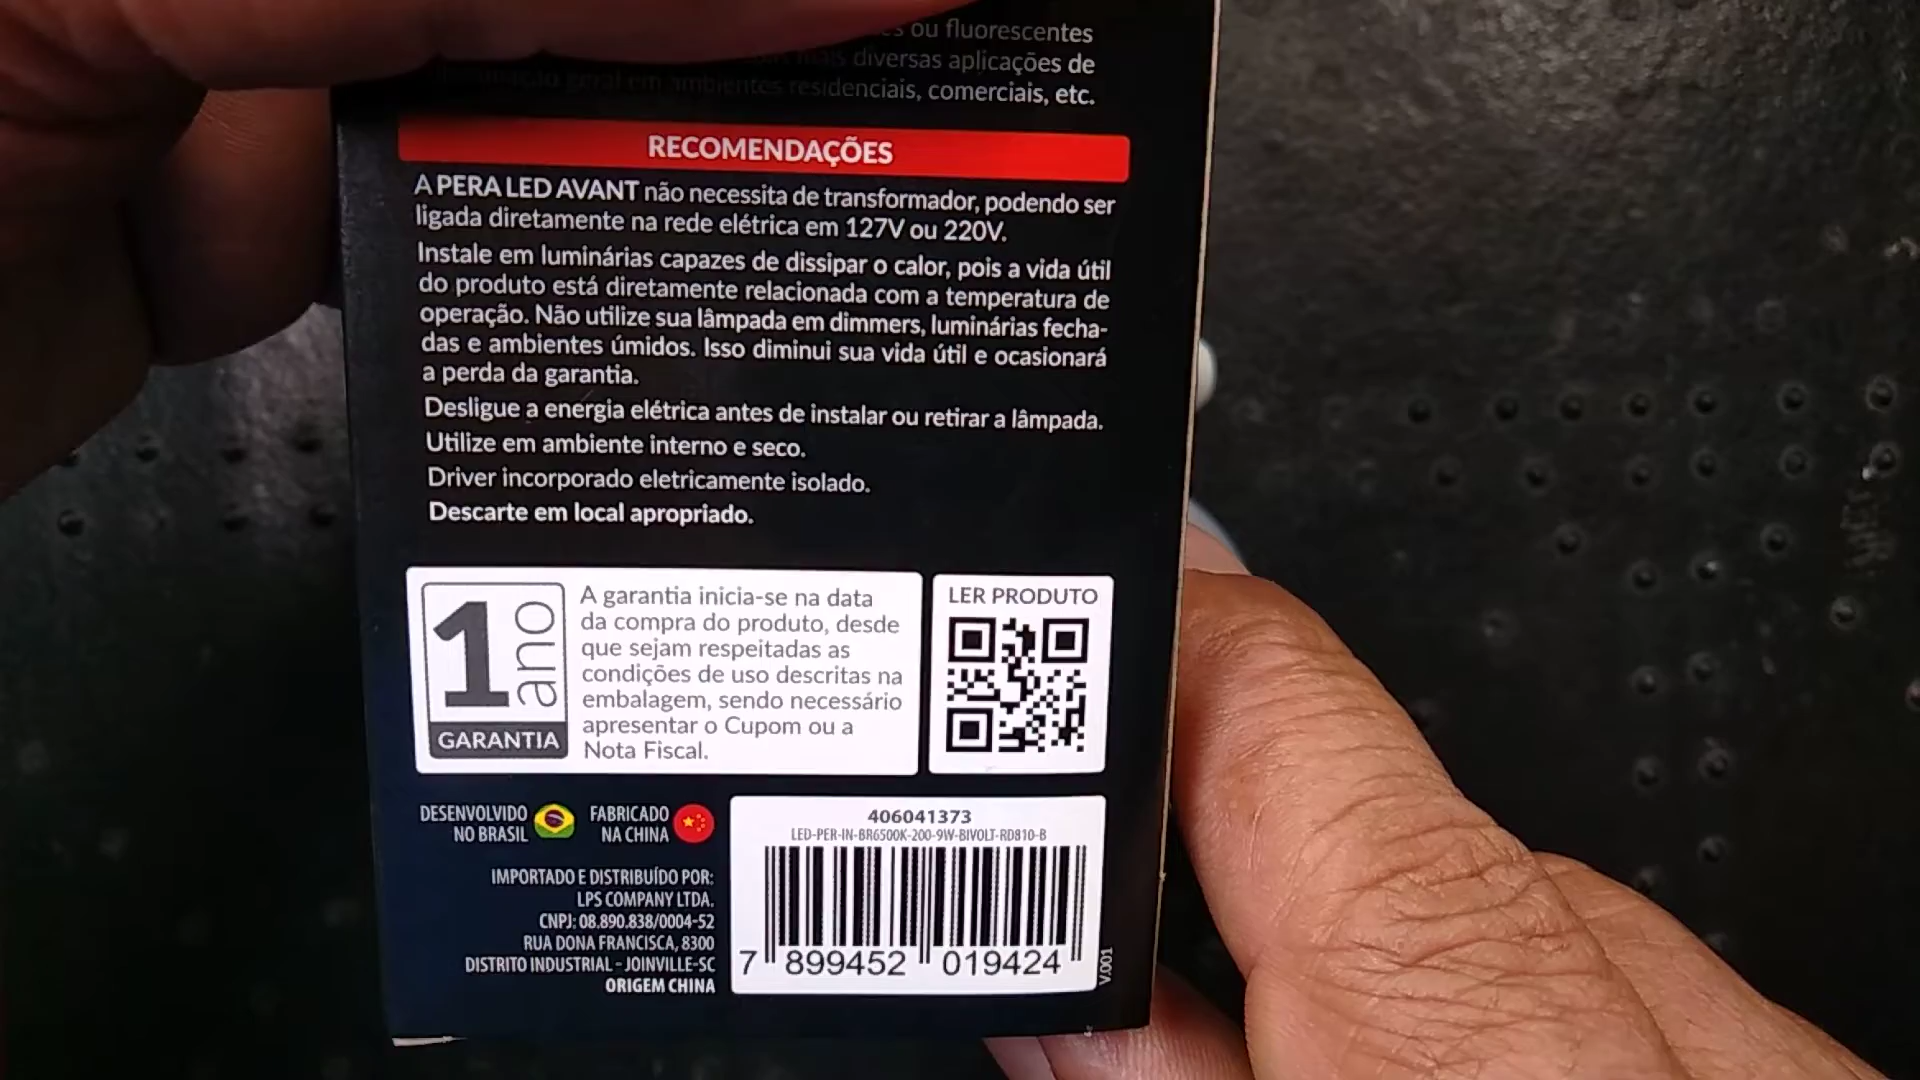 ou fluorescentes
diversas aplicações de
geral em ambientes residenciais, comerciais, etc.
RECOMENDAÇÕES
A PERA LED AVANT não necessita de transformador, podendo ser
ligada diretamente na rede elétrica em 127V ou 220V.
Instale em luminárias capazes de dissipar o calor, pois a vida útil
do produto está diretamente relacionada com a temperatura de
operação. Não utilize sua lâmpada em dimmers, luminárias fecha-
das e ambientes úmidos. Isso diminui sua vida útil e ocasionará
a perda da garantia.
Desligue a energia elétrica antes de instalar ou retirar a lâmpada.
Utilize em ambiente interno e seco.
Driver incorporado eletricamente isolado.
Descarte em local apropriado.
1 ano
GARANTIA
A garantia inicia-se na data
da compra do produto, desde
que sejam respeitadas as
condições de uso descritas na
embalagem, sendo necessário
apresentar o Cupom ou a
Nota Fiscal.
LER PRODUTO
DESENVOLVIDO
NO BRASIL
FABRICADO
NA CHINA
IMPORTADO E DISTRIBUÍDO POR:
LPS COMPANY LTDA.
CNPJ: 08.890.838/0004-52
RUA DONA FRANCISCA, 8300
DISTRITO INDUSTRIAL - JOINVILLE-SC
ORIGEM CHINA
406041373
LED-PER-IN-BR6500K-200-9W-BIVOLT-RD810-B
7 899452 019424
V.001